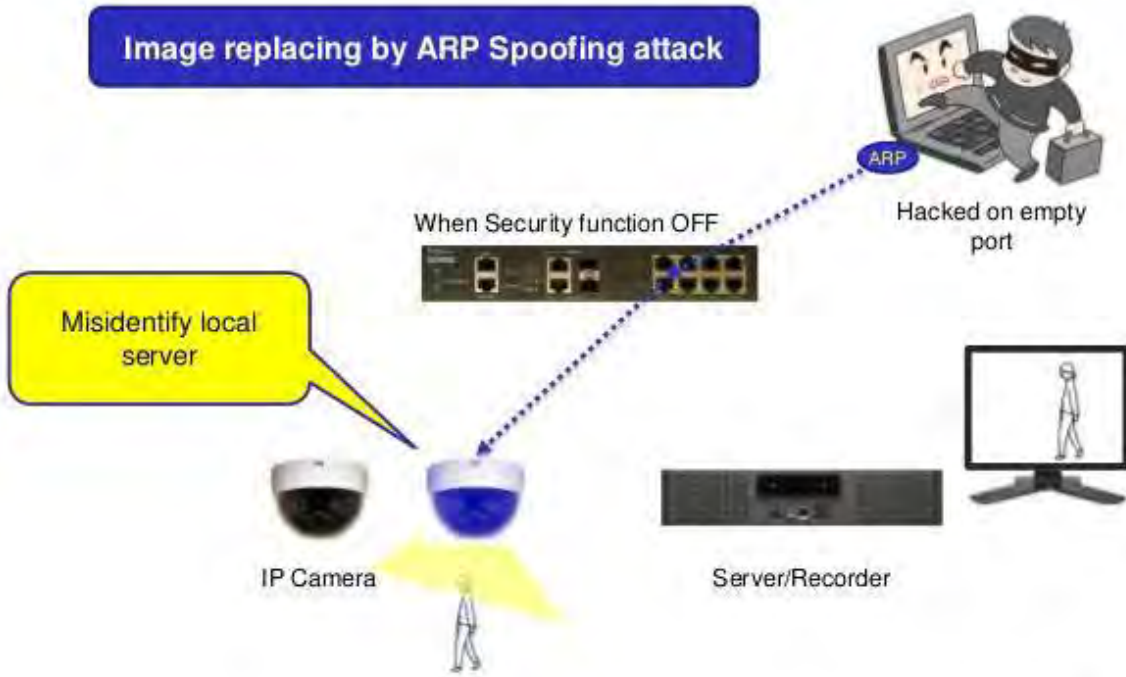 Image replacing by ARP Spoofing attack
ARP
Hacked on empty
port
When Security function OFF
Misidentify local
server
IP Camera
Server/Recorder